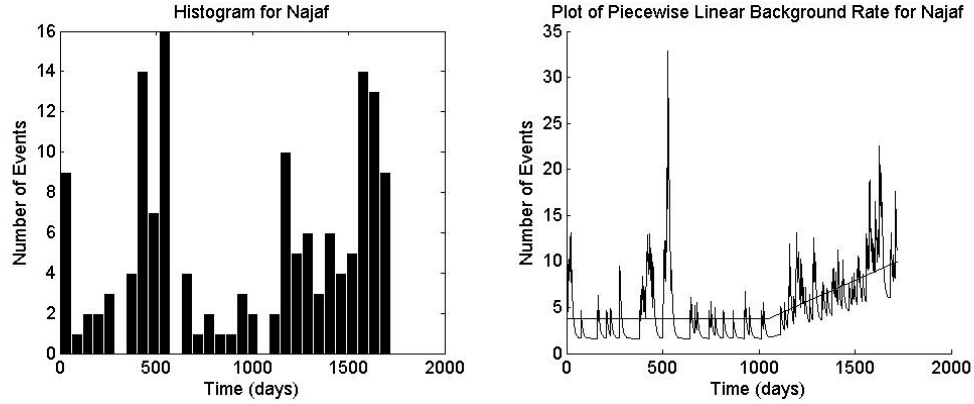 Histogram for Najaf
16
14
12
10
8
6
4
2
0
Number of Events
0 500 1000 1500 2000
Time (days)
Plot of Piecewise Linear Background Rate for Najaf
35
30
25
20
15
10
5
0
Number of Events
0 500 1000 1500 2000
Time (days)